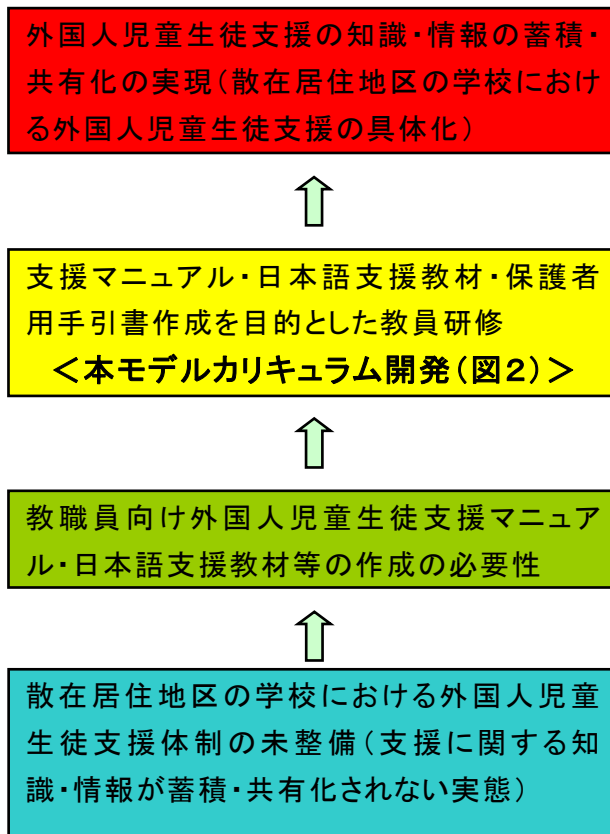 外国人児童生徒支援の知識・情報の蓄積・
共有化の実現(散在居住地区の学校におけ
る外国人児童生徒支援の具体化)
支援マニュアル・日本語支援教材・保護者
用手引書作成を目的とした教員研修
<本モデルカリキュラム開発(図2)>
教職員向け外国人児童生徒支援マニュア
ル・日本語支援教材等の作成の必要性
散在居住地区の学校における外国人児童
生徒支援体制の未整備(支援に関する知
識・情報が蓄積・共有化されない実態)